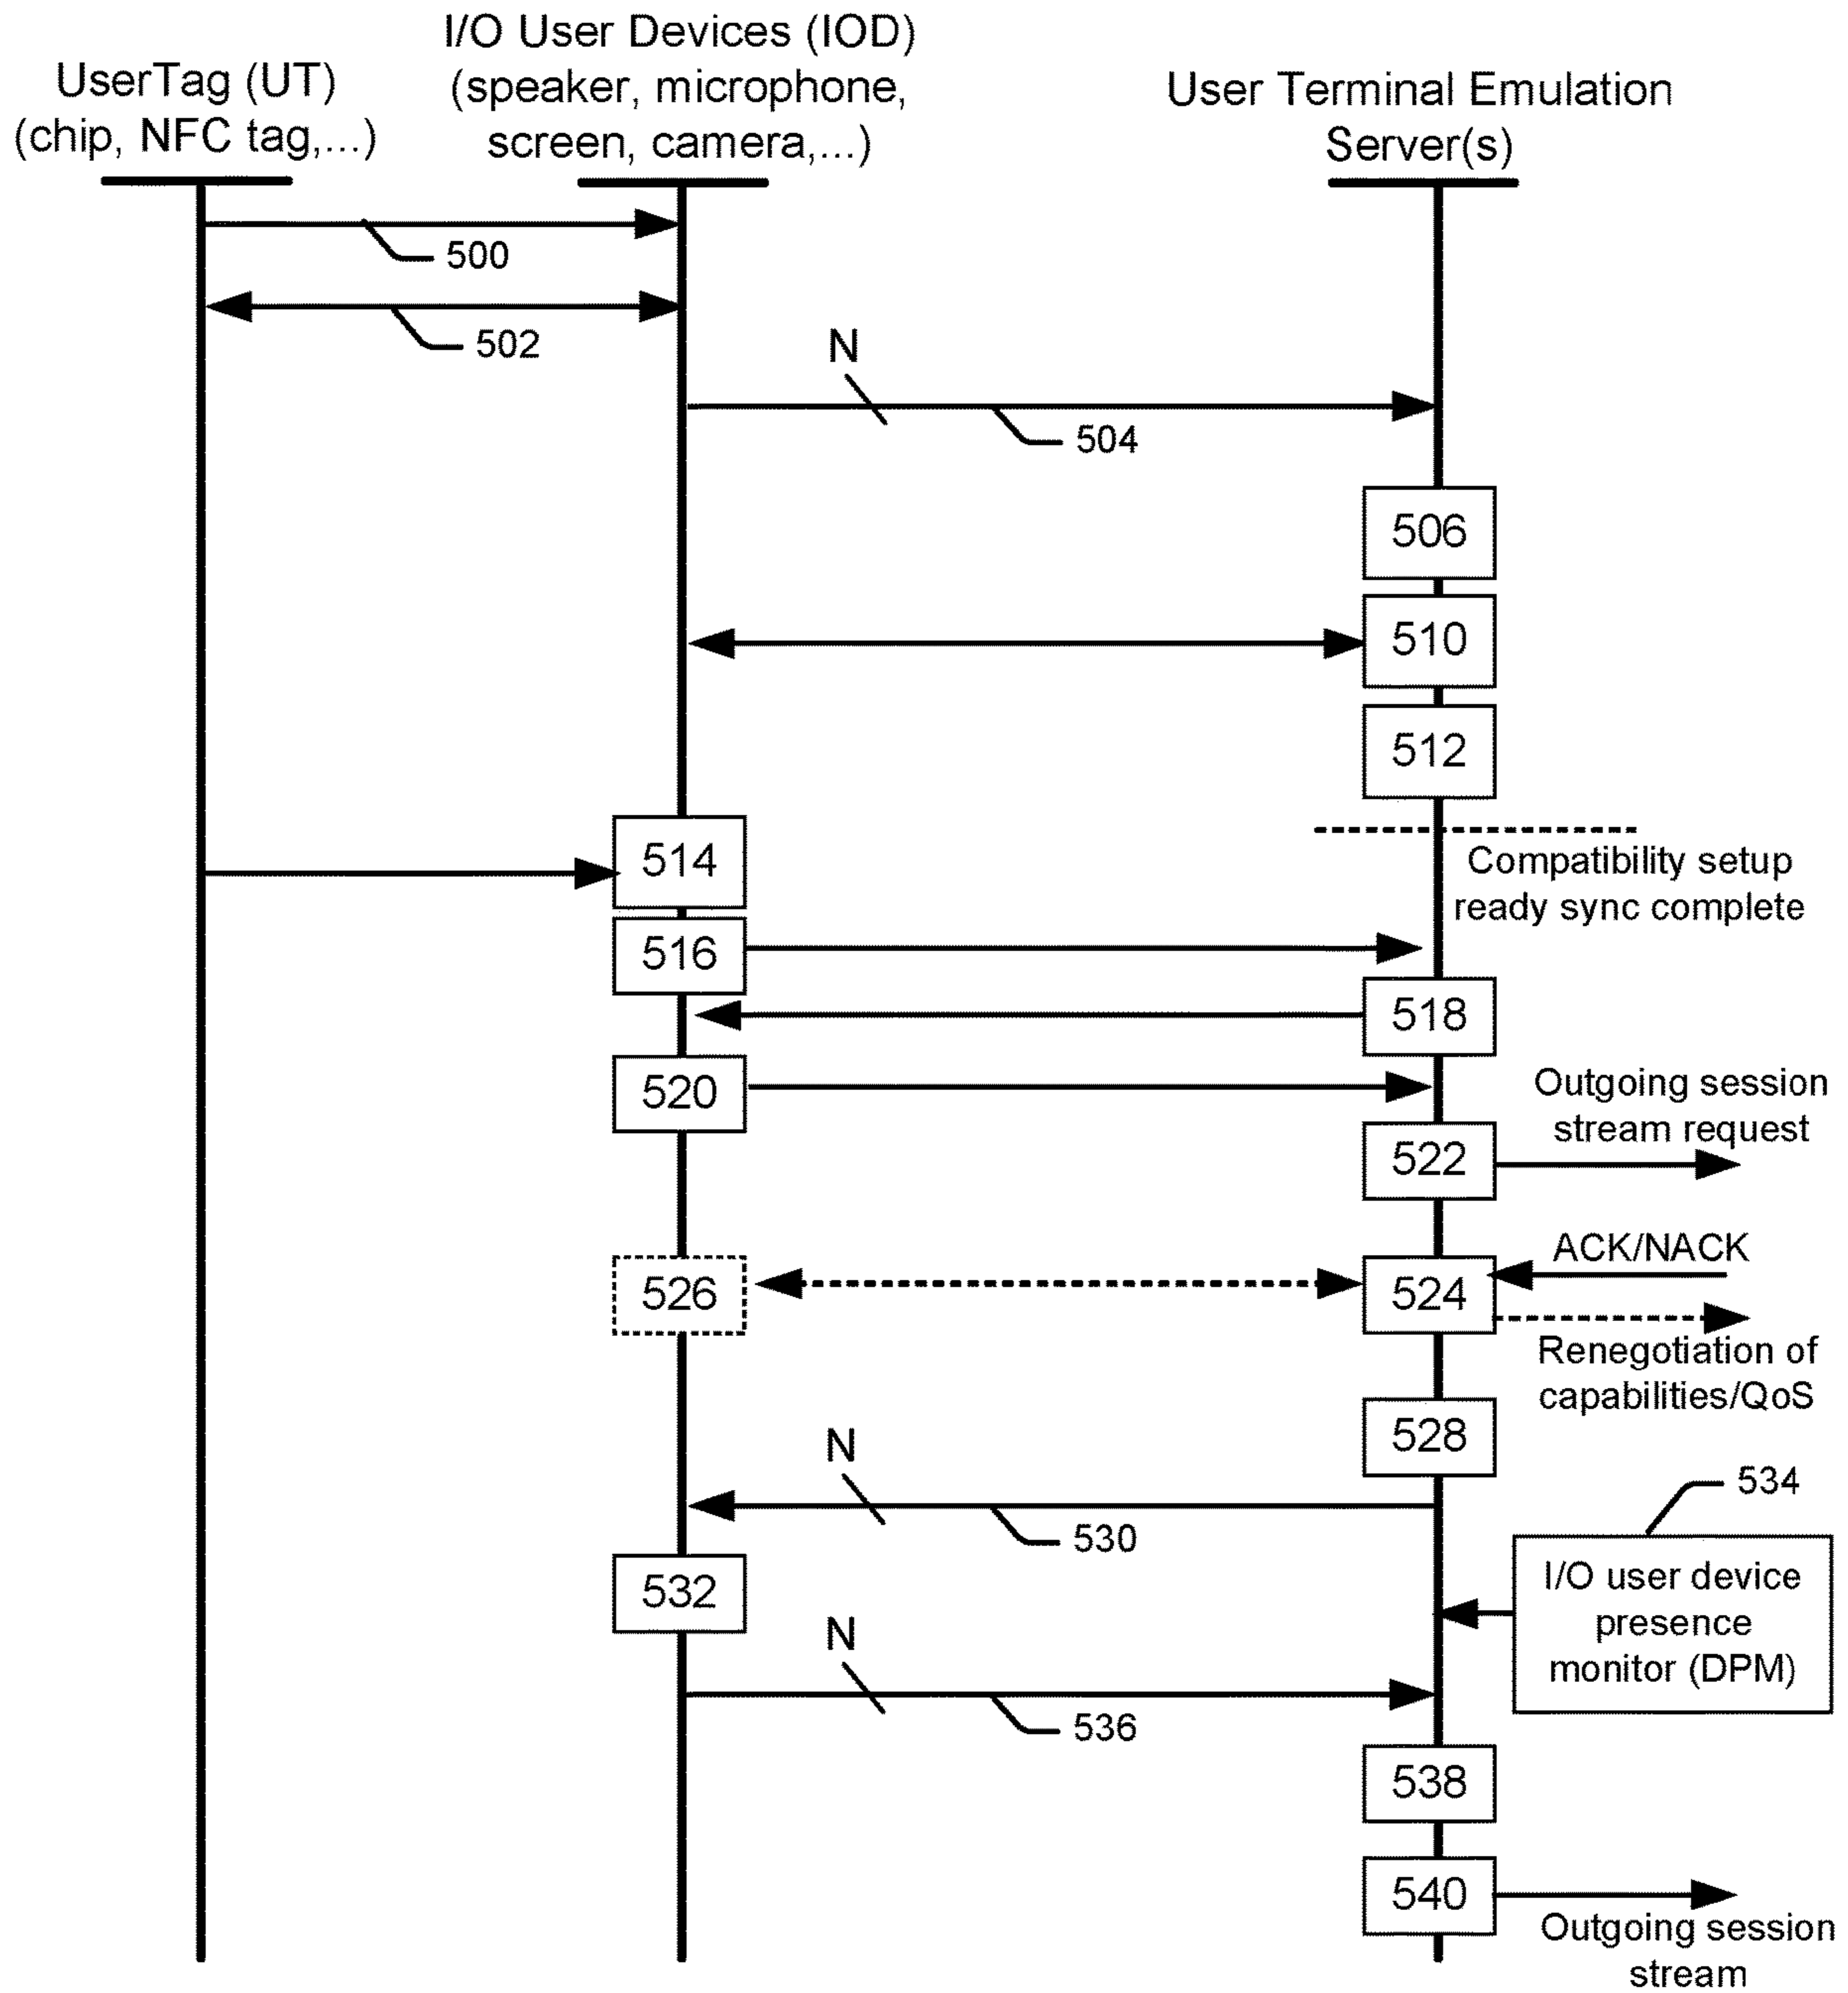 UserTag (UT)
(chip, NFC tag,...)
I/O User Devices (IOD)
(speaker, microphone,
screen, camera,...)
User Terminal Emulation
Server(s)
500
502
N
504
506
510
512
Compatibility setup
ready sync complete
514
516
518
520
Outgoing session
stream request
522
ACK/NACK
526
524
Renegotiation of
capabilities/QoS
528
N
530
534
I/O user device
presence
monitor (DPM)
532
N
536
538
540
Outgoing session
stream